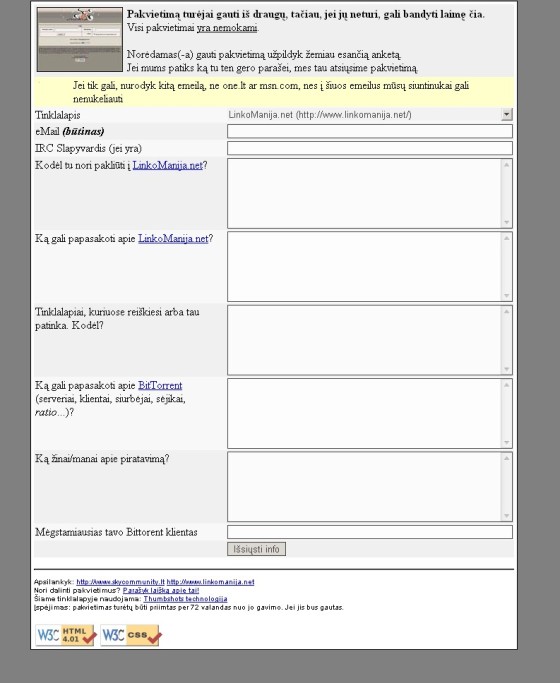 Pakvietimą turėjai gauti iš draugų, tačiau, jei jų neturi, gali bandyti laimę čia.
Visi pakvietimai yra nemokami.
Norėdamas(-a) gauti pakvietimą užpildyk žemiau esančią anketą.
Jei mums patiks ką tu ten gero parašei, mes tau atsiųsime pakvietimą.
Jei tik gali, nurodyk kitą emeilą, ne one.lt ar msn.com, nes į šiuos emeilus mūsų siuntinukai gali
nenukeliauti
Tinklalapis
LinkoManija.net (http://www.linkomanija.net/)
eMail (būtinas)
IRC Slapyvardis (jei yra)
Kodėl tu nori pakliūti į LinkoManija.net?
Ką gali papasakoti apie LinkoManija.net?
Tinklalapiai, kuriuose reiškiesi arba tau
patinka. Kodėl?
Ką gali papasakoti apie BitTorrent
(serveriai, klientai, siurbėjai, sėjikai,
ratio...)?
Ką žinai/manai apie piratavimą?
Mėgstamiausias tavo Bittorent klientas
Išsiųsti info
Apsilankyk: http://www.skycommunity.lt http://www.linkomanija.net
Nori dalinti pakvietimus? Parašyk laišką apie tai!
Šiame tinklalapyje naudojama: Thumbshots technologija
Įspėjimas: pakvietimas turėtų būti priimtas per 72 valandas nuo jo gavimo. Jei jis bus gautas.
W3C HTML 4.01
W3C css